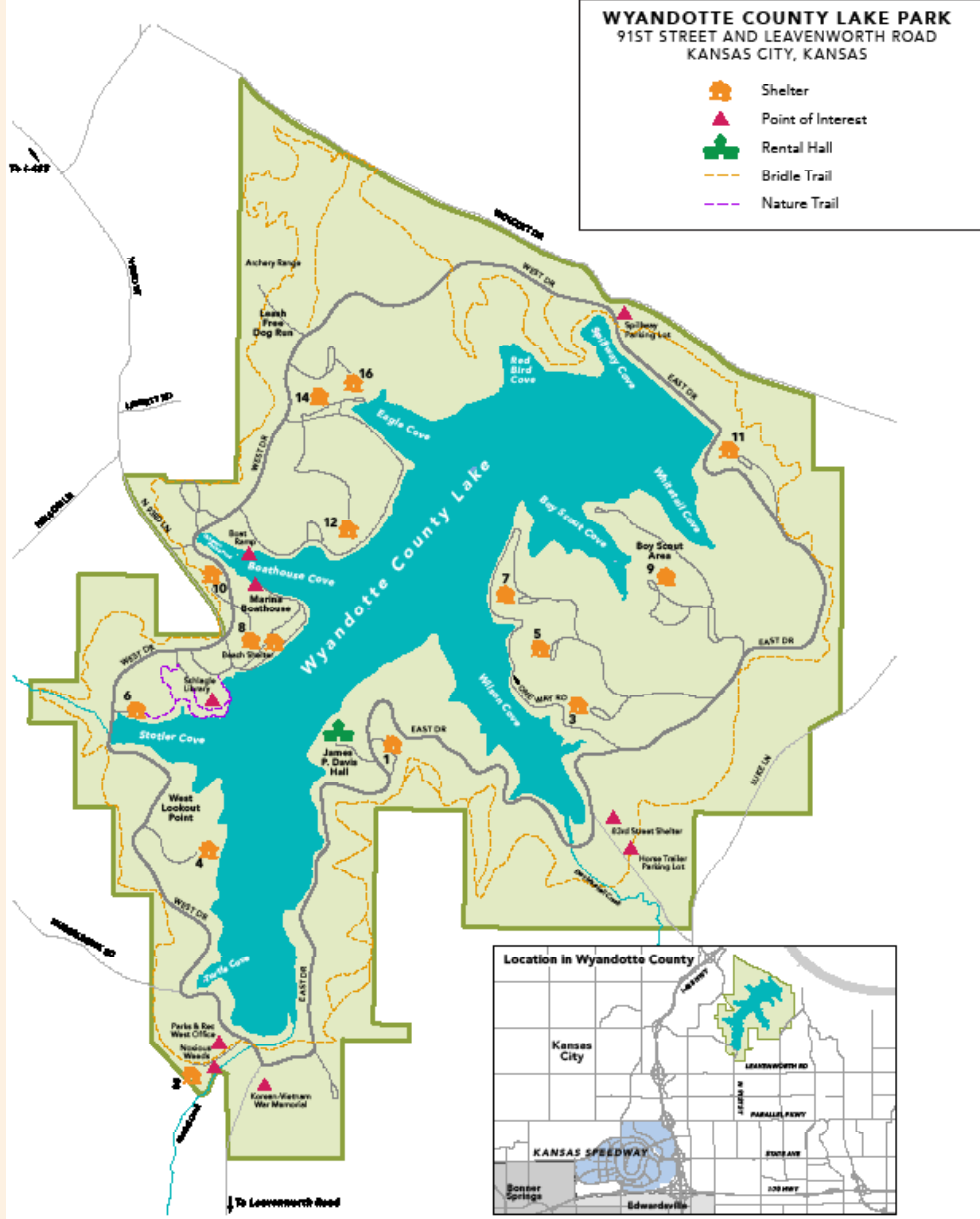 WYANDOTTE COUNTY LAKE PARK
91ST STREET AND LEAVENWORTH ROAD
KANSAS CITY, KANSAS
Shelter
Point of Interest
Rental Hall
Bridle Trail
Nature Trail
WOLCOTT DR
Archery Range
WEST DR
Leash
Free
Dog Run
Spillway
Parking Lot
Red
Bird
Cove
Spillway Cove
EAST DR
16
14
Eagle Cove
WEST DR
11
Whitetail Cove
Wyandotte County Lake
Boy Scout Cove
N 93RD LN
12
Boat
Ramp
Boathouse Cove
Boy Scout
Area
9
10
Marina
Boathouse
7
8
Beach Shelter
5
EAST DR
WEST DR
Schlagle
Library
6
Wilson Cove
ONE WAY RD
3
Stotler Cove
EAST DR
James
P. Davis
Hall
1
West
Lookout
Point
83rd Street Shelter
4
Horse Trailer
Parking Lot
WEST DR
Turtle Cove
EAST DR
Parks & Rec
West Office
Noxious
Weeds
Korean-Vietnam
War Memorial
To Leavenworth Road
Location in Wyandotte County
Kansas
City
LEAVENWORTH RD
PARALLEL PKWY
KANSAS SPEEDWAY
STATE AVE
Bonner
Springs
Edwardsville